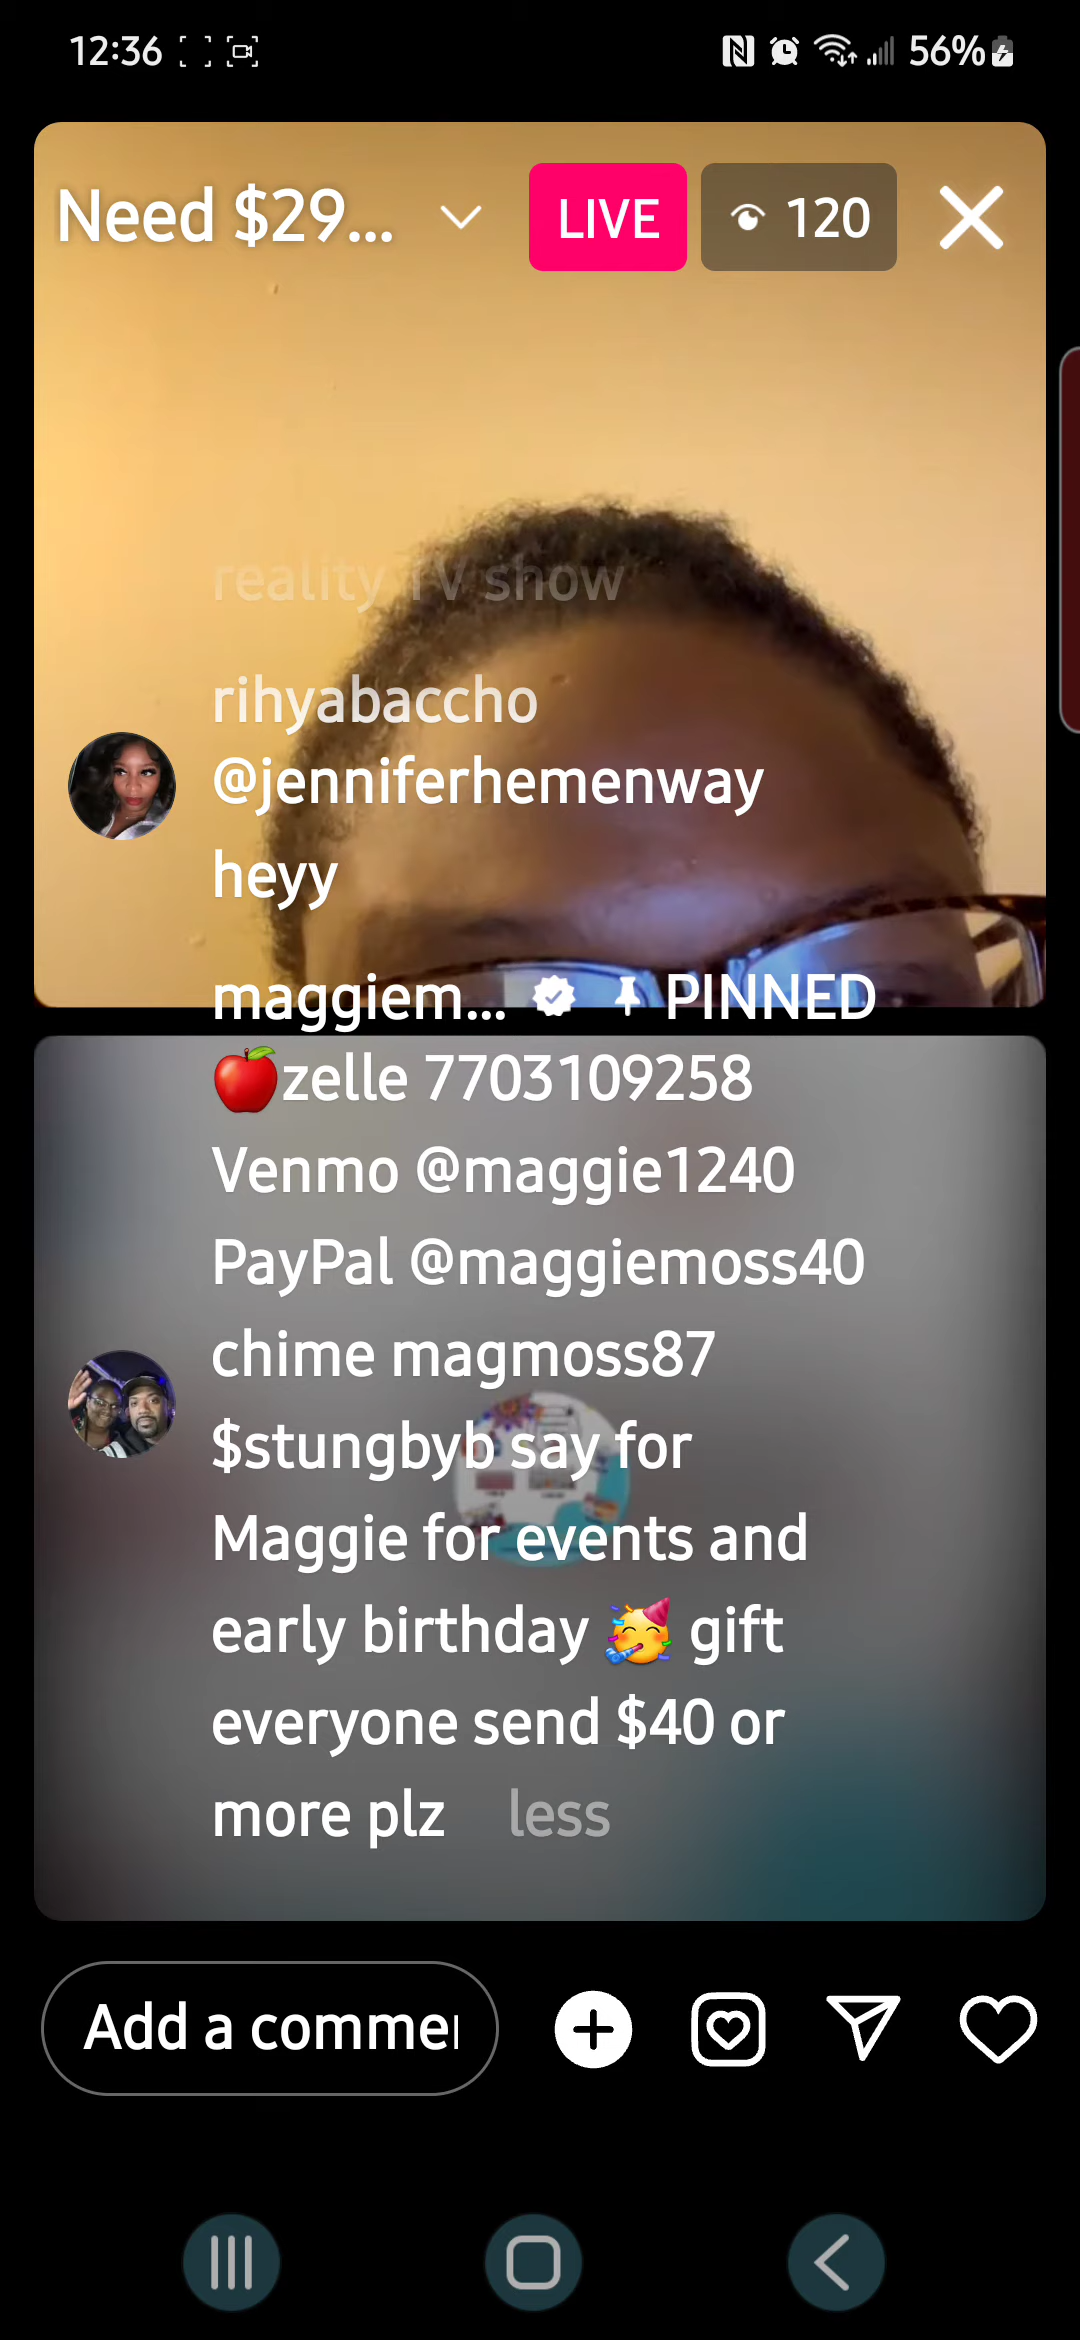 12:36 56%
Need $29... LIVE 120
reality TV show
rihyabaccho
@jenniferhemenway
heyy
maggiem... PINNED
🍎zelle 7703109258
Venmo @maggie1240
PayPal @maggiemoss40
chime magmoss87
$stungbyb say for
Maggie for events and
early birthday 🥳 gift
everyone send $40 or
more plz less
Add a commen